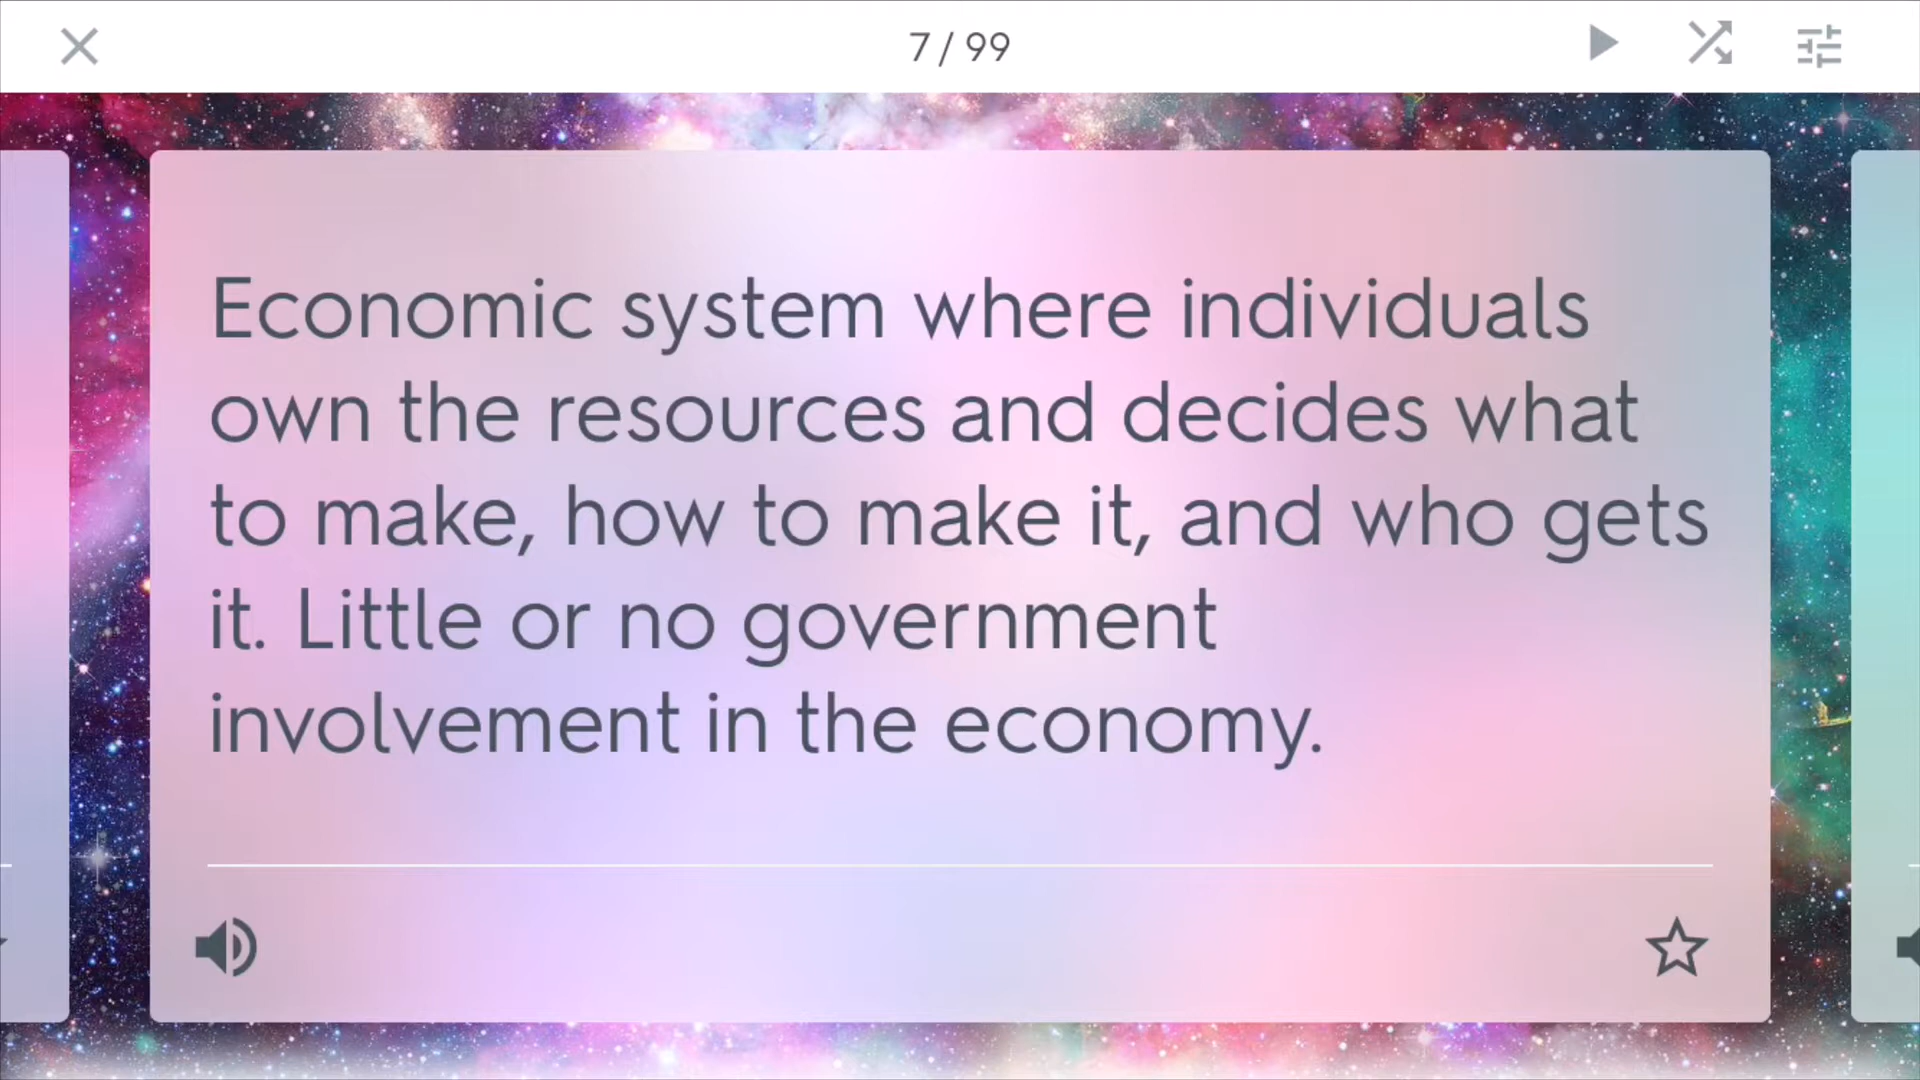 7 / 99
Economic system where individuals
own the resources and decides what
to make, how to make it, and who gets
it. Little or no government
involvement in the economy.